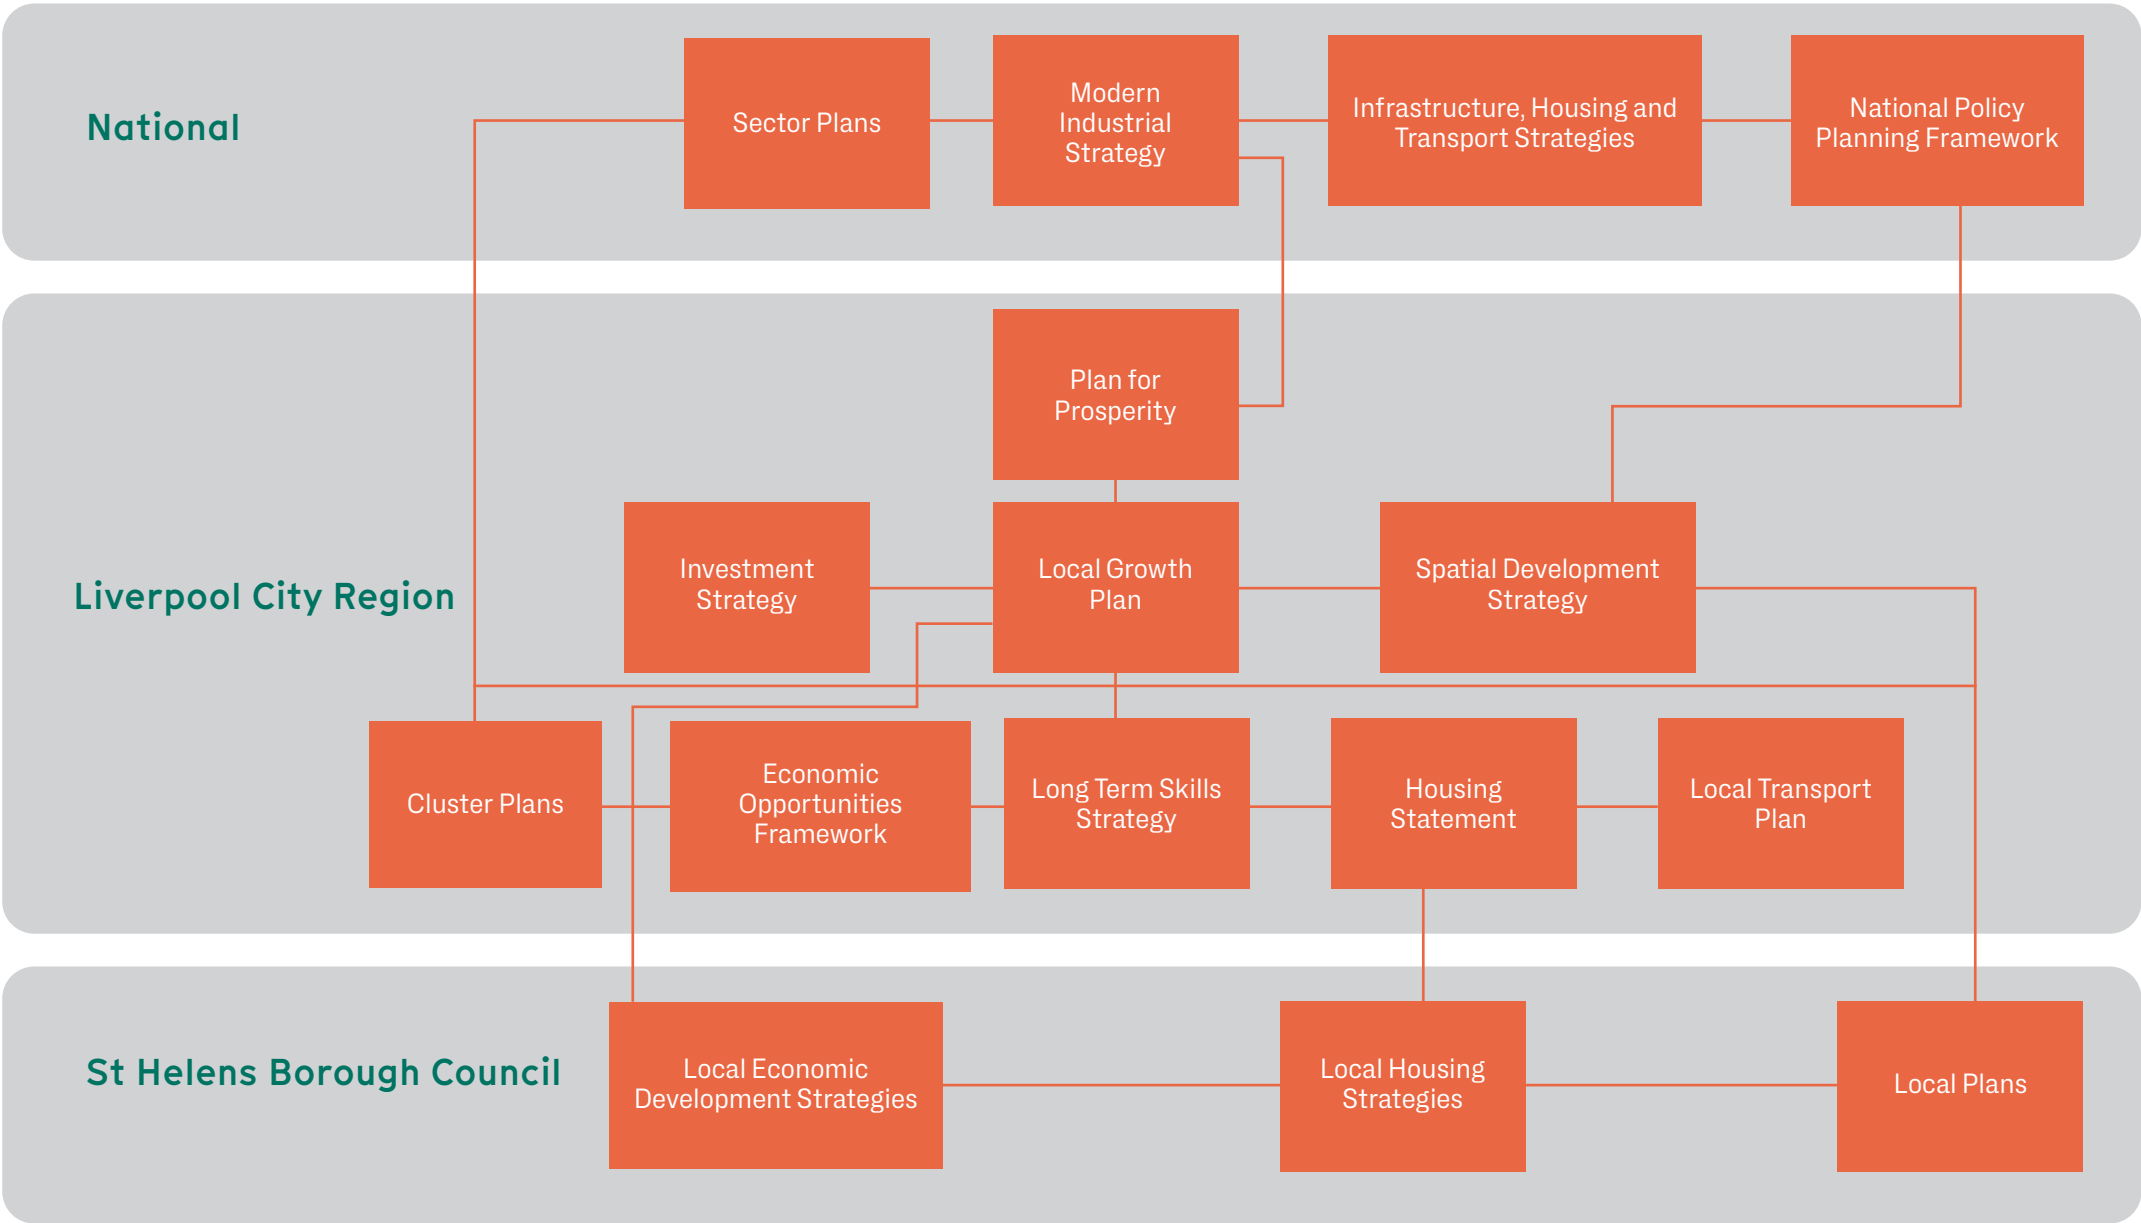 National
Sector Plans
Modern
Industrial
Strategy
Infrastructure, Housing and
Transport Strategies
National Policy
Planning Framework
Liverpool City Region
Plan for
Prosperity
Investment
Strategy
Local Growth
Plan
Spatial Development
Strategy
Cluster Plans
Economic
Opportunities
Framework
Long Term Skills
Strategy
Housing
Statement
Local Transport
Plan
St Helens Borough Council
Local Economic
Development Strategies
Local Housing
Strategies
Local Plans